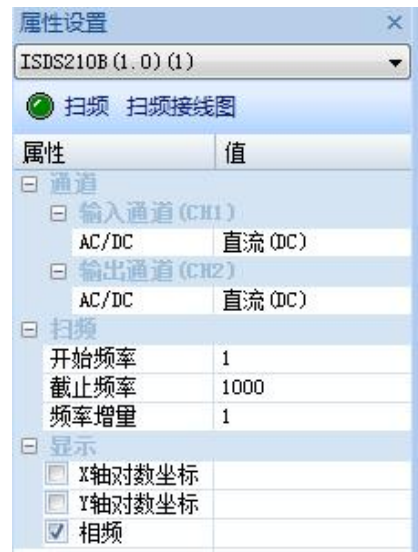 属性设置
ISDS210B(1.0)(1)
扫频 扫频接线图
属性 值
通道
输入通道(CH1)
AC/DC 直流(DC)
输出通道(CH2)
AC/DC 直流(DC)
扫频
开始频率 1
截止频率 1000
频率增量 1
显示
X轴对数坐标
Y轴对数坐标
相频